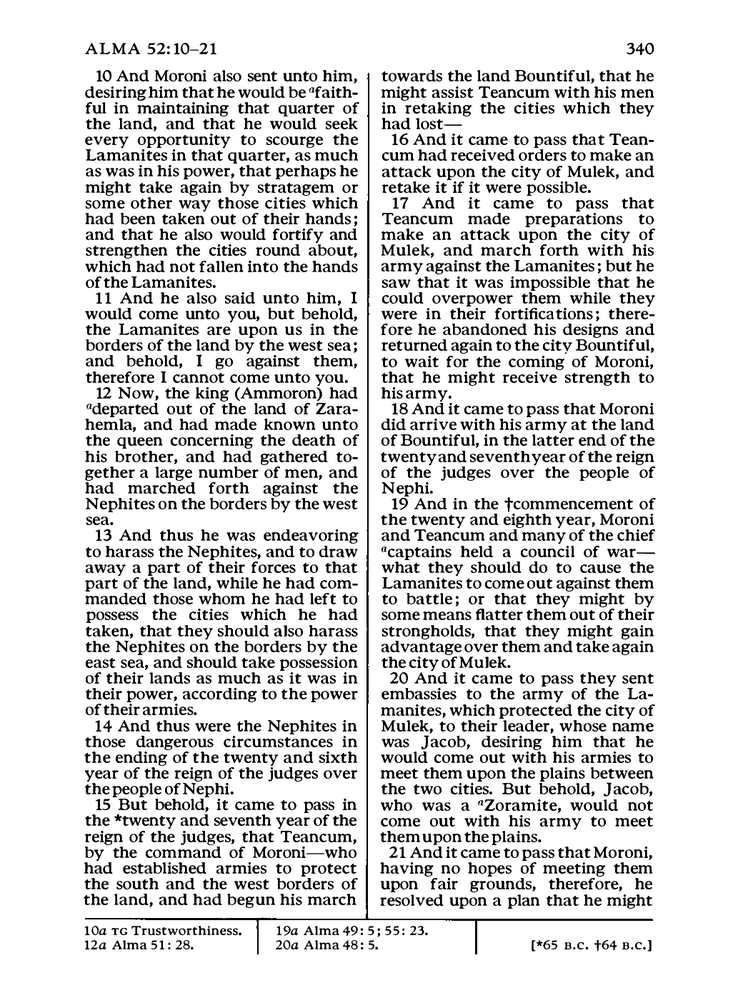 ALMA 52:10–21 340
10 And Moroni also sent unto him,
desiring him that he would be ᵃfaith-
ful in maintaining that quarter of
the land, and that he would seek
every opportunity to scourge the
Lamanites in that quarter, as much
as was in his power, that perhaps he
might take again by stratagem or
some other way those cities which
had been taken out of their hands;
and that he also would fortify and
strengthen the cities round about,
which had not fallen into the hands
of the Lamanites.
11 And he also said unto him, I
would come unto you, but behold,
the Lamanites are upon us in the
borders of the land by the west sea;
and behold, I go against them,
therefore I cannot come unto you.
12 Now, the king (Ammoron) had
ᵃdeparted out of the land of Zara-
hemla, and had made known unto
the queen concerning the death of
his brother, and had gathered to-
gether a large number of men, and
had marched forth against the
Nephites on the borders by the west
sea.
13 And thus he was endeavoring
to harass the Nephites, and to draw
away a part of their forces to that
part of the land, while he had com-
manded those whom he had left to
possess the cities which he had
taken, that they should also harass
the Nephites on the borders by the
east sea, and should take possession
of their lands as much as it was in
their power, according to the power
of their armies.
14 And thus were the Nephites in
those dangerous circumstances in
the ending of the twenty and sixth
year of the reign of the judges over
the people of Nephi.
15 But behold, it came to pass in
the *twenty and seventh year of the
reign of the judges, that Teancum,
by the command of Moroni—who
had established armies to protect
the south and the west borders of
the land, and had begun his march
towards the land Bountiful, that he
might assist Teancum with his men
in retaking the cities which they
had lost—
16 And it came to pass that Tean-
cum had received orders to make an
attack upon the city of Mulek, and
retake it if it were possible.
17 And it came to pass that
Teancum made preparations to
make an attack upon the city of
Mulek, and march forth with his
army against the Lamanites; but he
saw that it was impossible that he
could overpower them while they
were in their fortifications; there-
fore he abandoned his designs and
returned again to the city Bountiful,
to wait for the coming of Moroni,
that he might receive strength to
his army.
18 And it came to pass that Moroni
did arrive with his army at the land
of Bountiful, in the latter end of the
twenty and seventh year of the reign
of the judges over the people of
Nephi.
19 And in the †commencement of
the twenty and eighth year, Moroni
and Teancum and many of the chief
ᵃcaptains held a council of war—
what they should do to cause the
Lamanites to come out against them
to battle; or that they might by
some means flatter them out of their
strongholds, that they might gain
advantage over them and take again
the city of Mulek.
20 And it came to pass they sent
embassies to the army of the La-
manites, which protected the city of
Mulek, to their leader, whose name
was Jacob, desiring him that he
would come out with his armies to
meet them upon the plains between
the two cities. But behold, Jacob,
who was a ᵃZoramite, would not
come out with his army to meet
them upon the plains.
21 And it came to pass that Moroni,
having no hopes of meeting them
upon fair grounds, therefore, he
resolved upon a plan that he might
10a TG Trustworthiness.
12a Alma 51: 28.
19a Alma 49: 5; 55: 23.
20a Alma 48: 5.
[*65 B.C. †64 B.C.]